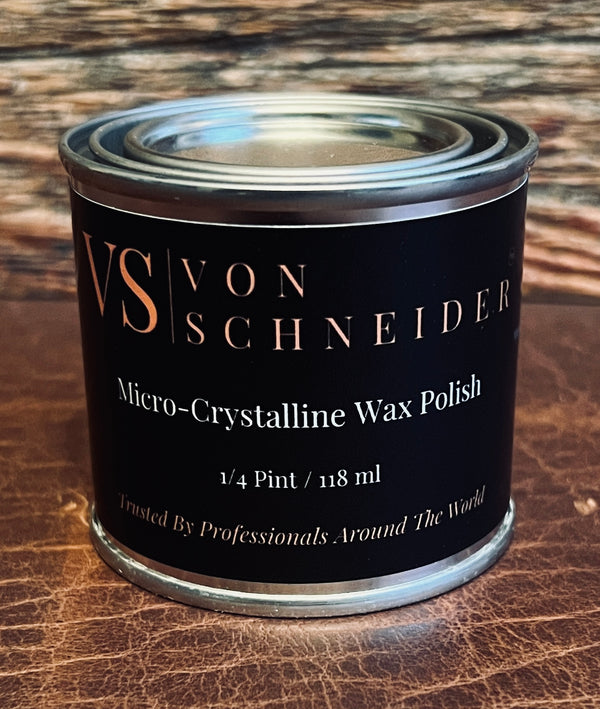 VS
VON
SCHNEIDER
Micro-Crystalline Wax Polish
1/4 Pint / 118 ml
Trusted By Professionals Around The World